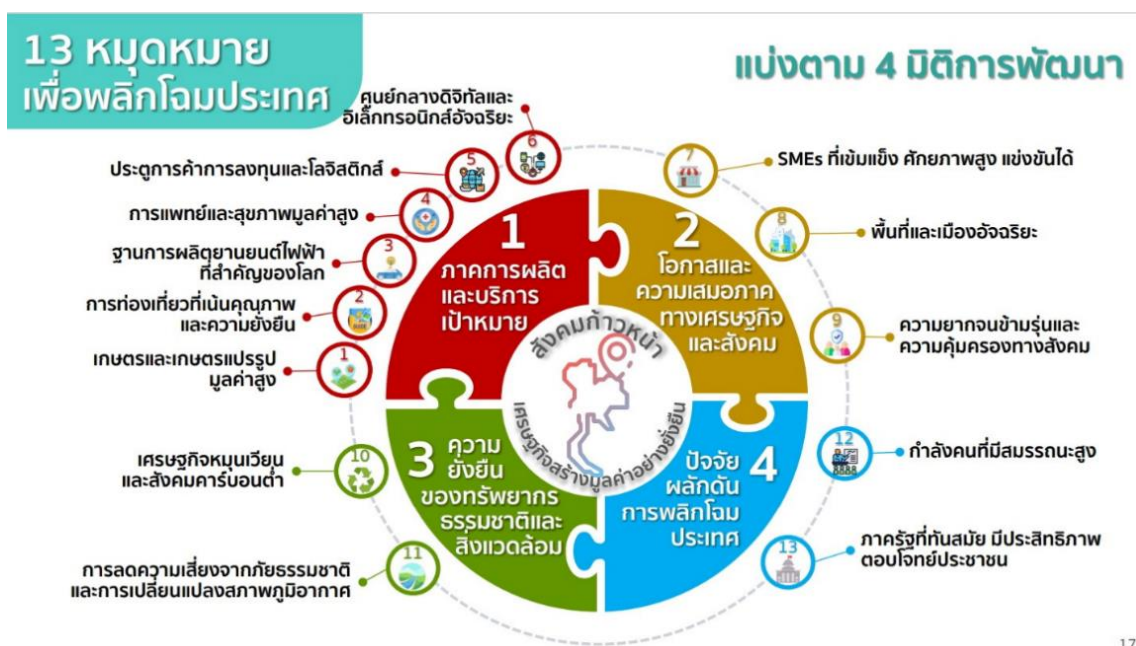 13 หมุดหมาย
เพื่อพลิกโฉมประเทศ
แบ่งตาม 4 มิติการพัฒนา
1
ภาคการผลิต
และบริการ
เป้าหมาย
6
ศูนย์กลางดิจิทัลและ
อิเล็กทรอนิกส์อัจฉริยะ
5
ประตูการค้าการลงทุนและโลจิสติกส์
4
การแพทย์และสุขภาพมูลค่าสูง
3
ฐานการผลิตยานยนต์ไฟฟ้า
ที่สำคัญของโลก
2
การท่องเที่ยวที่เน้นคุณภาพ
และความยั่งยืน
1
เกษตรและเกษตรแปรรูป
มูลค่าสูง
2
โอกาสและ
ความเสมอภาค
ทางเศรษฐกิจ
และสังคม
7
SMEs ที่เข้มแข็ง ศักยภาพสูง แข่งขันได้
8
พื้นที่และเมืองอัจฉริยะ
9
ความยากจนข้ามรุ่นและ
ความคุ้มครองทางสังคม
สังคมก้าวหน้า
เศรษฐกิจสร้างมูลค่าอย่างยั่งยืน
3
ความ
ยั่งยืน
ของทรัพยากร
ธรรมชาติและ
สิ่งแวดล้อม
10
เศรษฐกิจหมุนเวียน
และสังคมคาร์บอนต่ำ
11
การลดความเสี่ยงจากภัยธรรมชาติ
และการเปลี่ยนแปลงสภาพภูมิอากาศ
4
ปัจจัย
ผลักดัน
การพลิกโฉม
ประเทศ
12
กำลังคนที่มีสมรรถนะสูง
13
ภาครัฐที่ทันสมัย มีประสิทธิภาพ
ตอบโจทย์ประชาชน
17